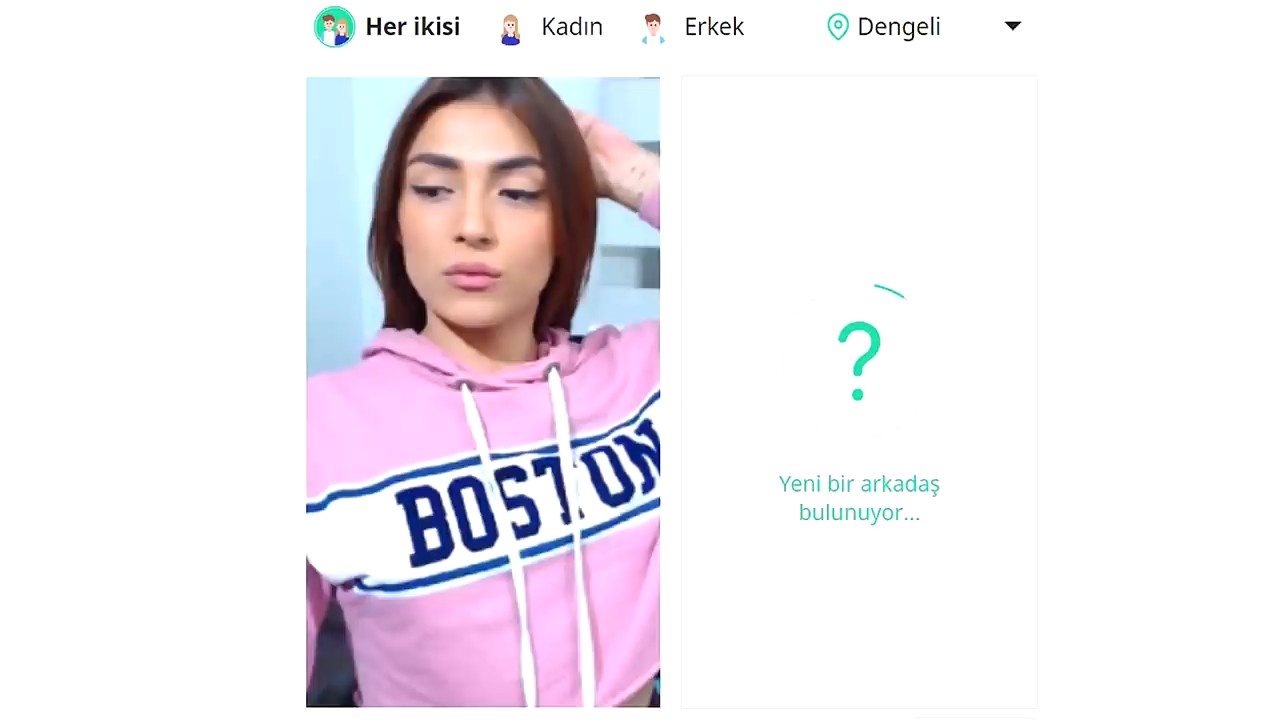 Her ikisi Kadın Erkek Dengeli
BOSTON
Yeni bir arkadaş
bulunuyor...